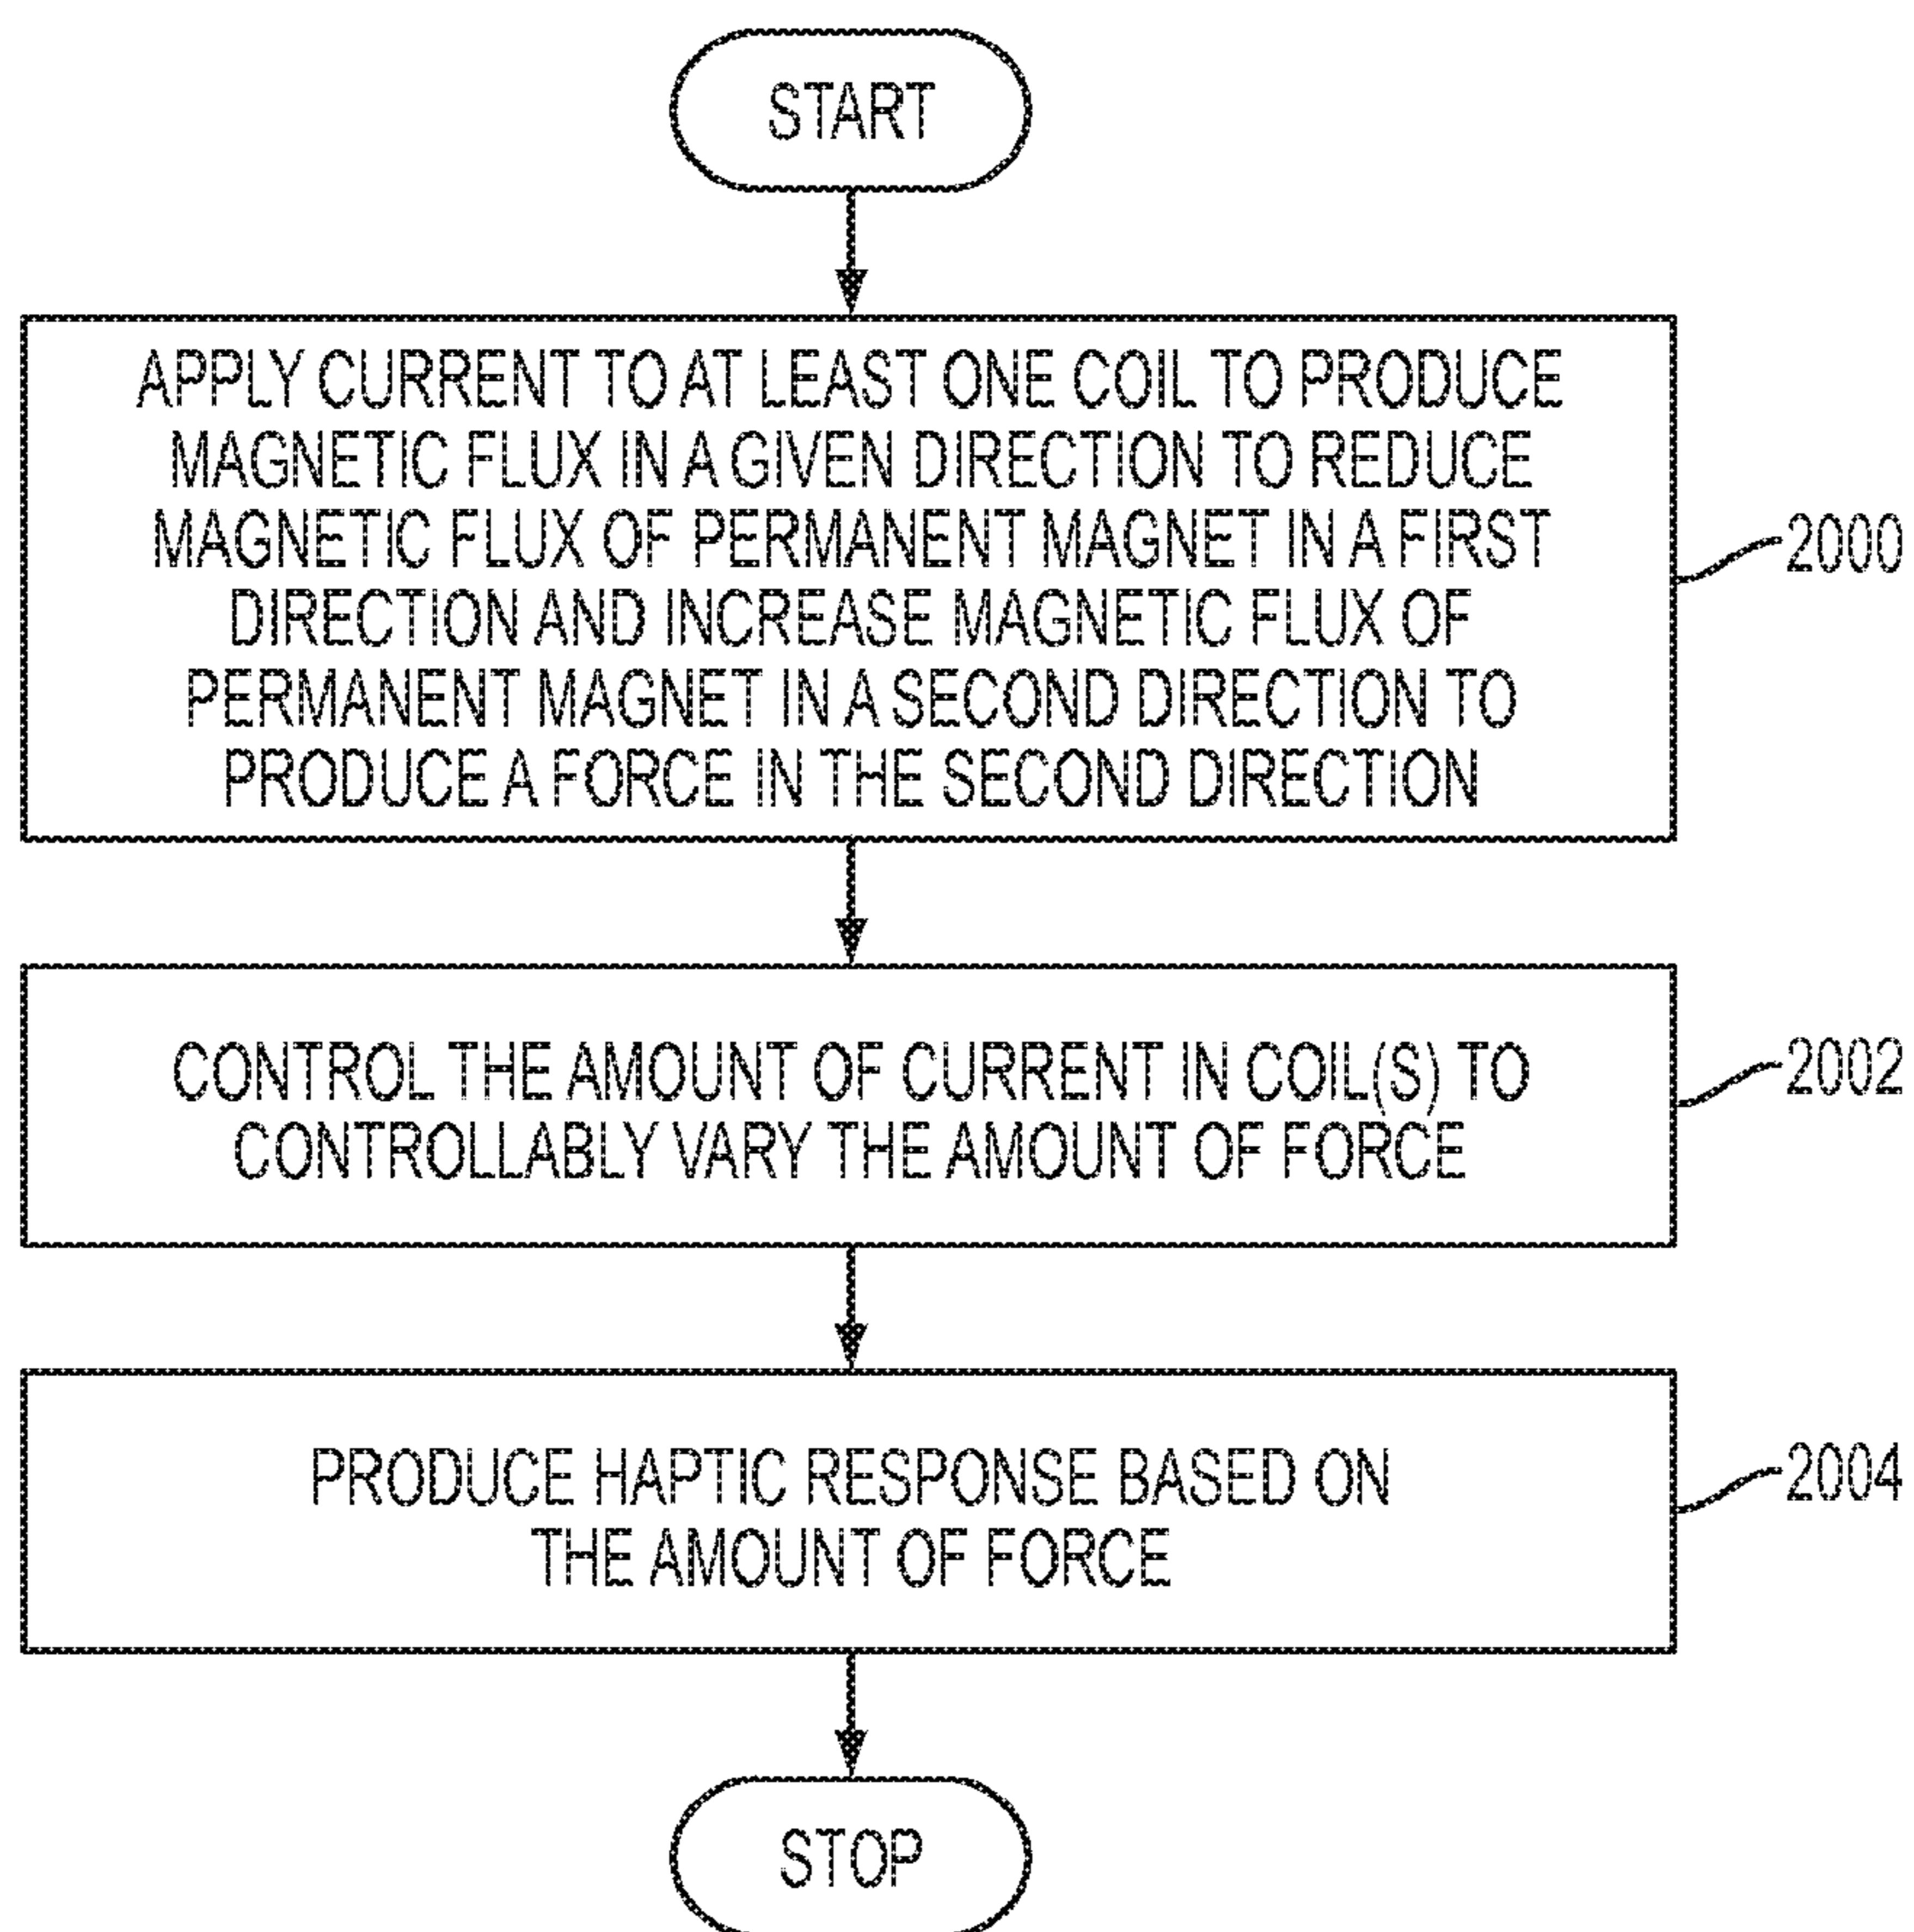 START
APPLY CURRENT TO AT LEAST ONE COIL TO PRODUCE
MAGNETIC FLUX IN A GIVEN DIRECTION TO REDUCE
MAGNETIC FLUX OF PERMANENT MAGNET IN A FIRST
DIRECTION AND INCREASE MAGNETIC FLUX OF
PERMANENT MAGNET IN A SECOND DIRECTION TO
PRODUCE A FORCE IN THE SECOND DIRECTION
2000
CONTROL THE AMOUNT OF CURRENT IN COIL(S) TO
CONTROLLABLY VARY THE AMOUNT OF FORCE
2002
PRODUCE HAPTIC RESPONSE BASED ON
THE AMOUNT OF FORCE
2004
STOP